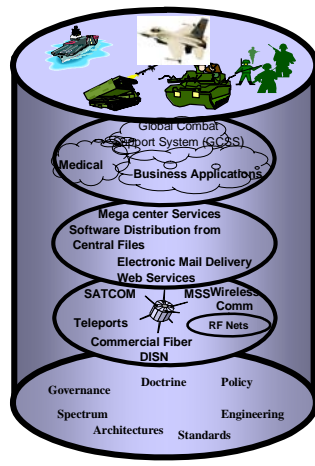 Global Combat
Support System (GCSS)
Medical
Business Applications
Mega center Services
Software Distribution from
Central Files
Electronic Mail Delivery
Web Services
SATCOM
MSS
Wireless
Comm
Teleports
RF Nets
Commercial Fiber
DISN
Governance
Doctrine
Policy
Spectrum
Engineering
Architectures
Standards